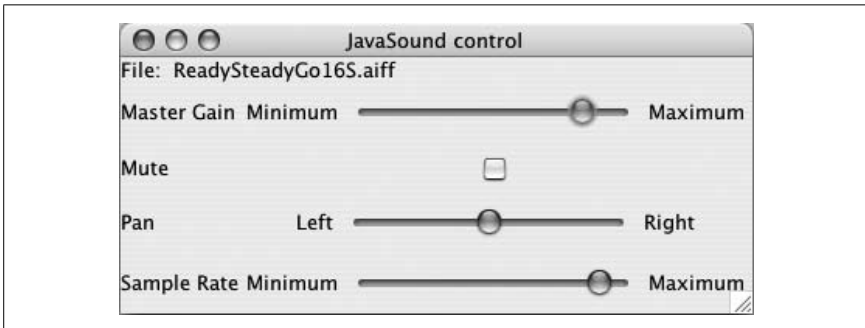 JavaSound control
File: ReadySteadyGo16S.aiff
Master Gain Minimum Maximum
Mute
Pan Left Right
Sample Rate Minimum Maximum